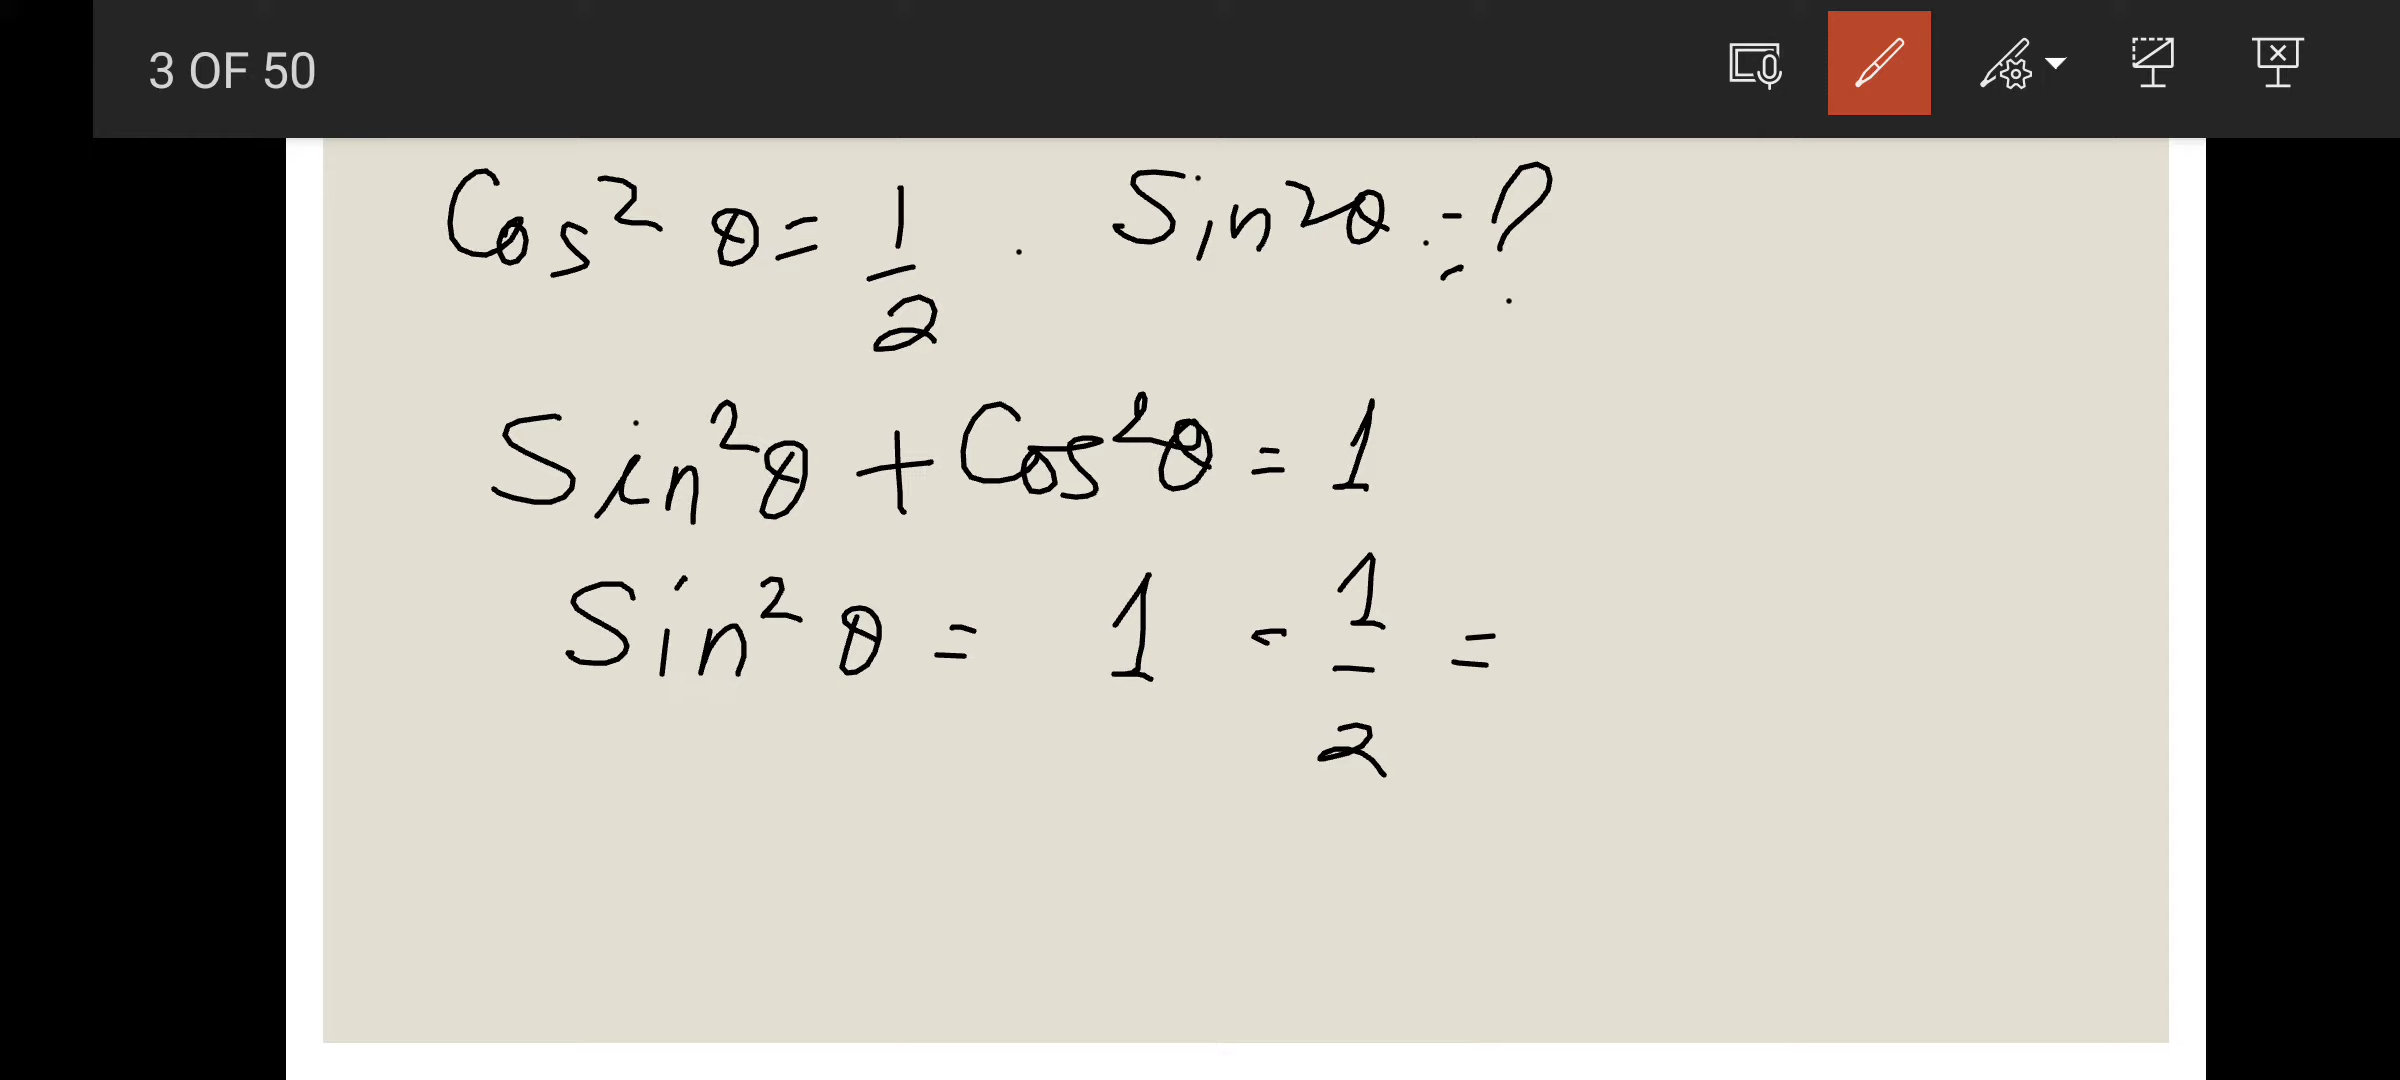 3 OF 50
Cos² θ = 1/2 . Sin²θ = ?
Sin²θ + Cos²θ = 1
Sin² θ = 1 - 1/2 =